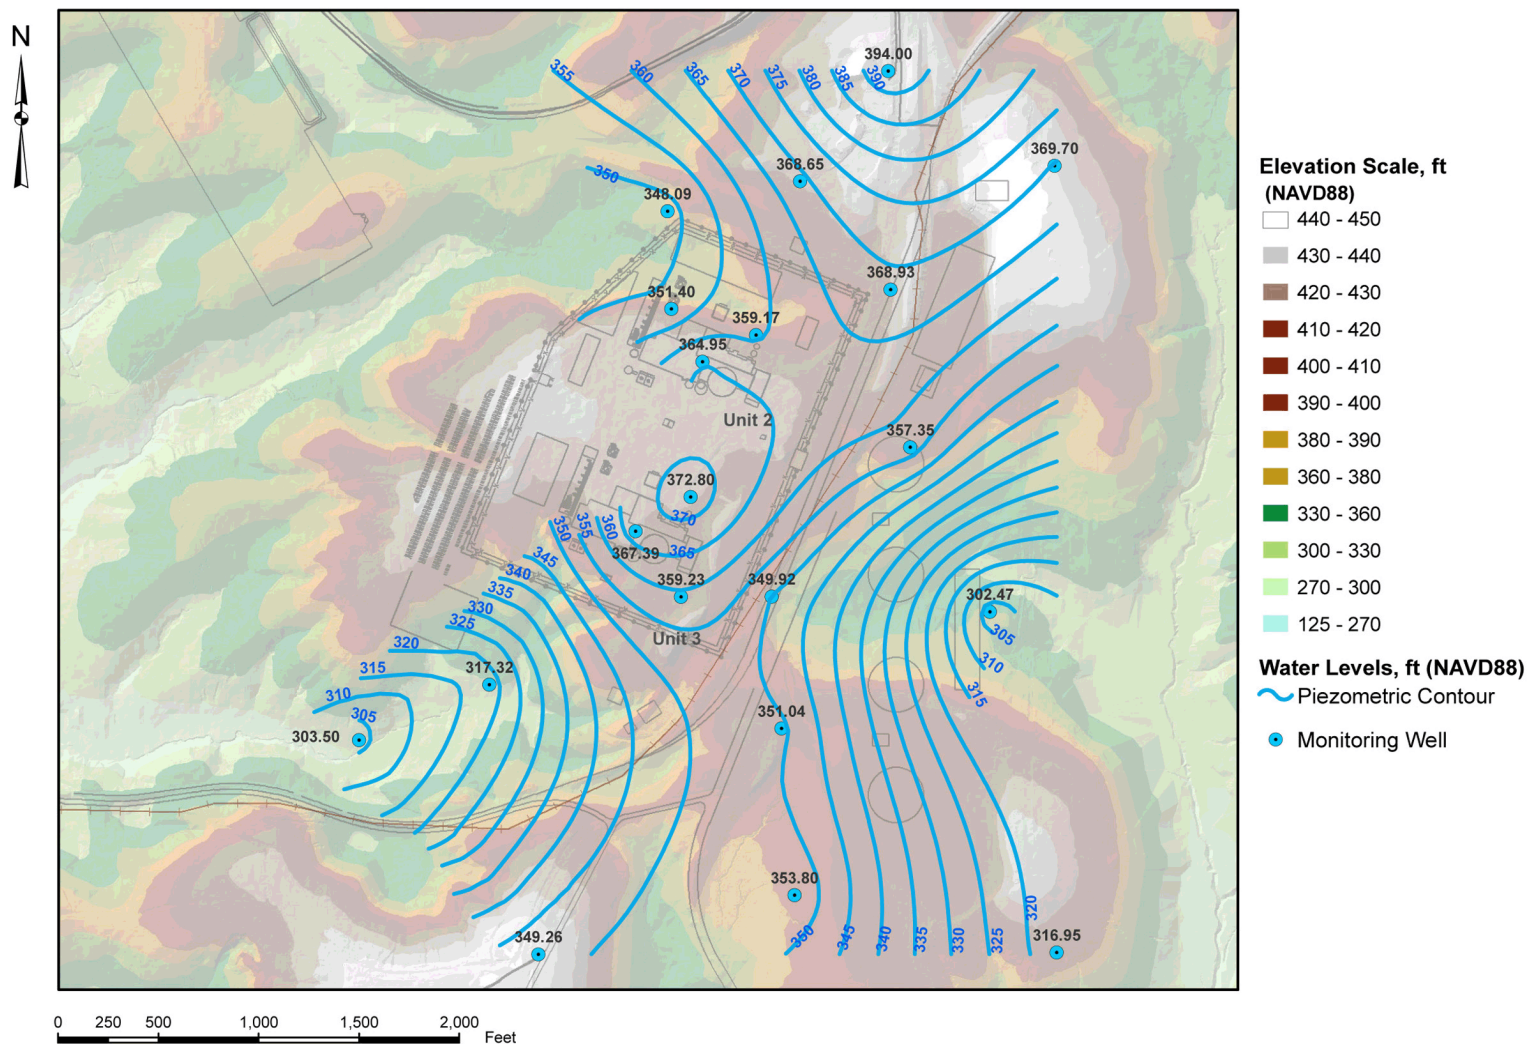 N
394.00
355
360
365
370
375
380
385
390
369.70
368.65
350
348.09
368.93
351.40
359.17
364.95
Unit 2
357.35
372.80
370
350
355
360
367.39
365
345
359.23
349.92
340
302.47
335
330
305
325
Unit 3
320
310
315
317.32
315
310
305
351.04
303.50
353.80
320
350
345
340
335
330
325
316.95
349.26
Elevation Scale, ft
(NAVD88)
440 - 450
430 - 440
420 - 430
410 - 420
400 - 410
390 - 400
380 - 390
360 - 380
330 - 360
300 - 330
270 - 300
125 - 270
Water Levels, ft (NAVD88)
Piezometric Contour
Monitoring Well
0 250 500 1,000 1,500 2,000
Feet